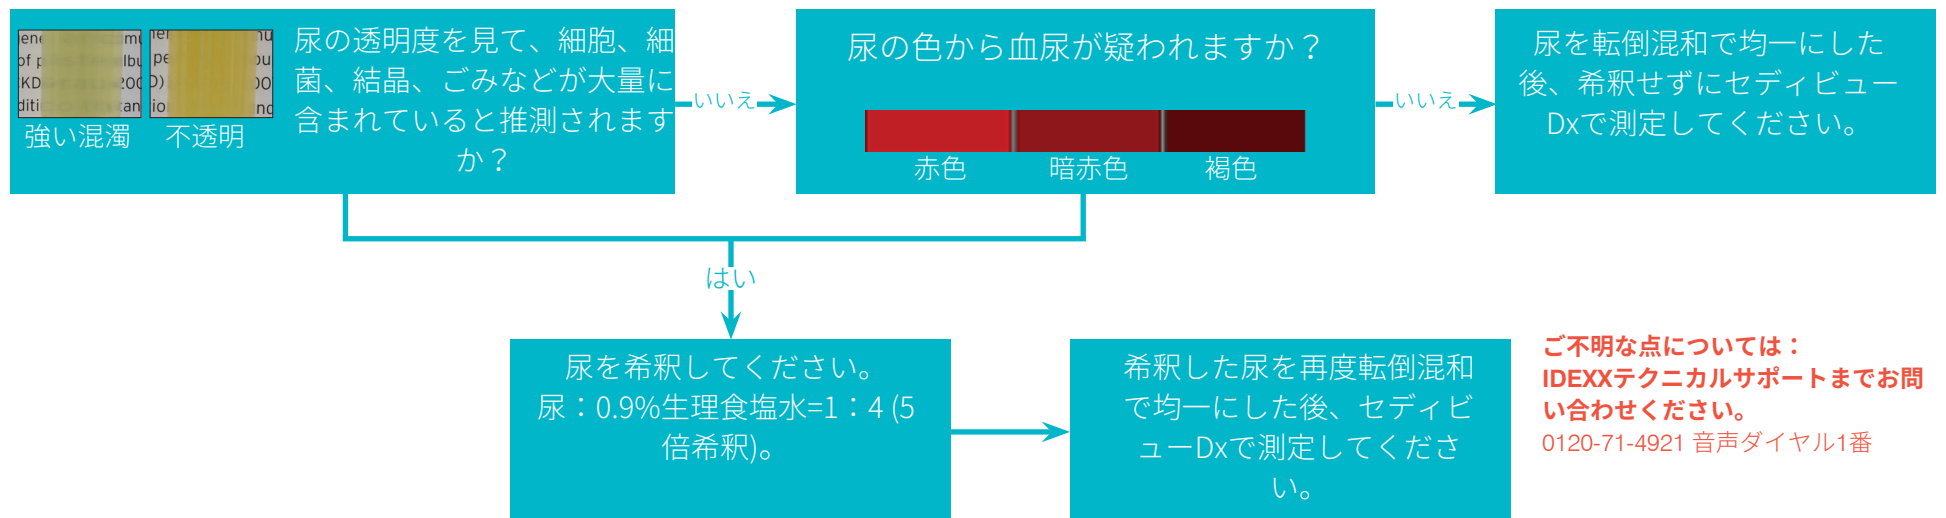 尿の透明度を見て、細胞、細
菌、結晶、ごみなどが大量に
含まれていると推測されます
か？
強い混濁
不透明
いいえ
尿の色から血尿が疑われますか？
赤色
暗赤色
褐色
いいえ
尿を転倒混和で均一にした
後、希釈せずにセディビュー
Dxで測定してください。
はい
尿を希釈してください。
尿：0.9%生理食塩水=1：4 (5
倍希釈)。
希釈した尿を再度転倒混和
で均一にした後、セディビ
ューDxで測定してくださ
い。
ご不明な点については：
IDEXXテクニカルサポートまでお問
い合わせください。
0120-71-4921 音声ダイヤル1番